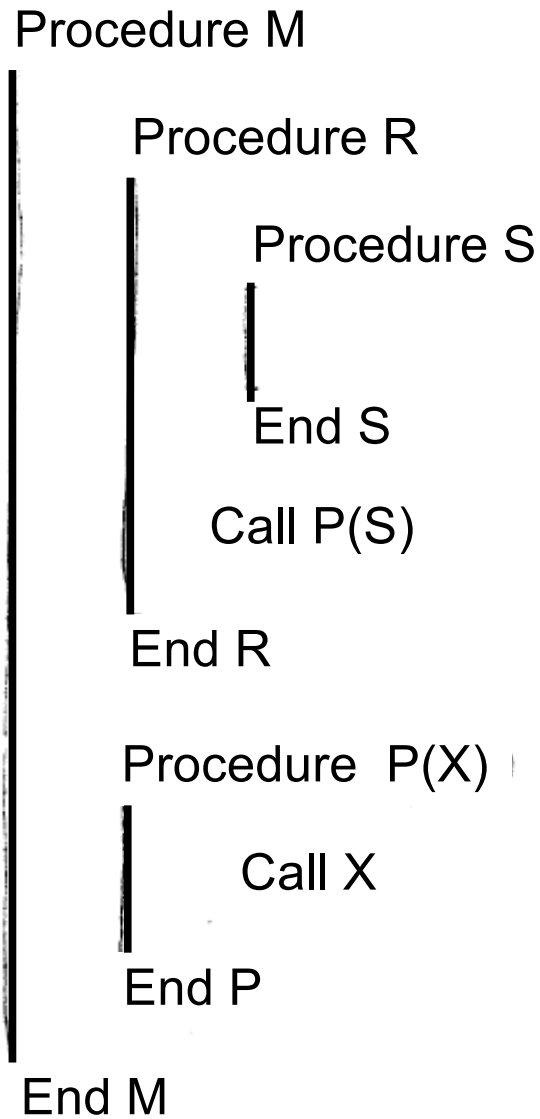 Procedure M
Procedure R
Procedure S
End S
Call P(S)
End R
Procedure P(X)
Call X
End P
End M